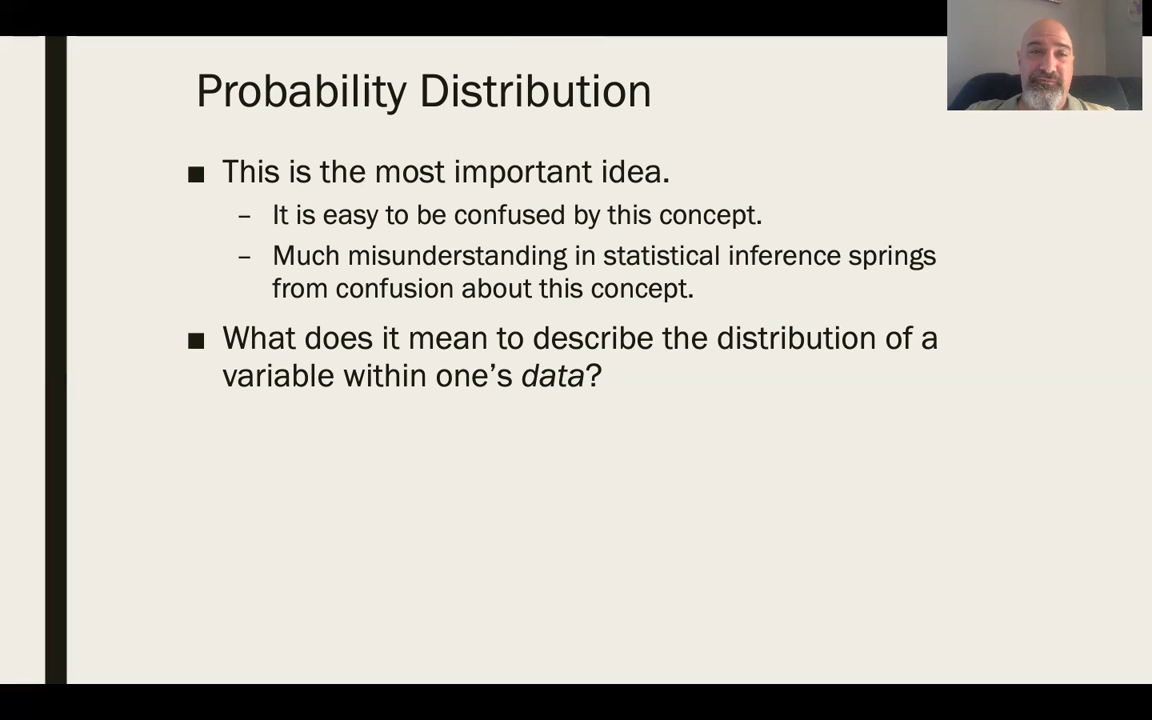 Probability Distribution
■ This is the most important idea.
– It is easy to be confused by this concept.
– Much misunderstanding in statistical inference springs
from confusion about this concept.
■ What does it mean to describe the distribution of a
variable within one’s data?